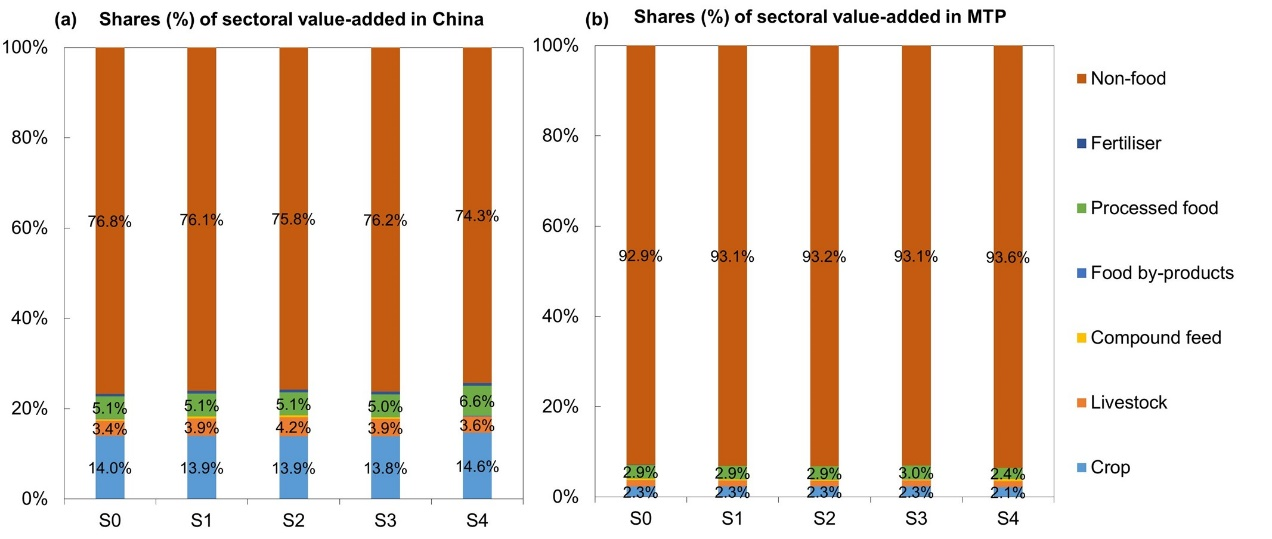 (a) Shares (%) of sectoral value-added in China
100%
80%
60%
40%
20%
0%
76.8% 76.1% 75.8% 76.2% 74.3%
5.1% 5.1% 5.1% 5.0% 6.6%
3.4% 3.9% 4.2% 3.9% 3.6%
14.0% 13.9% 13.9% 13.8% 14.6%
S0 S1 S2 S3 S4
(b) Shares (%) of sectoral value-added in MTP
100%
80%
60%
40%
20%
0%
92.9% 93.1% 93.2% 93.1% 93.6%
2.9% 2.9% 2.9% 3.0% 2.4%
2.3% 2.3% 2.3% 2.3% 2.1%
S0 S1 S2 S3 S4
Non-food
Fertiliser
Processed food
Food by-products
Compound feed
Livestock
Crop